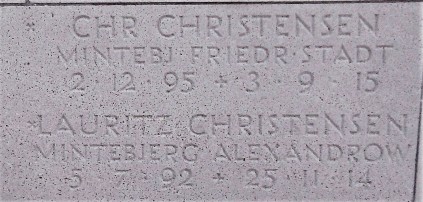 * CHR CHRISTENSEN
MINTEBJ·FRIEDR·STADT
2·12·95 + 3·9·15
*LAURITZ CHRISTENSEN
MINTEBJERG ALEXANDROW
5·7·92 + 25·11·14